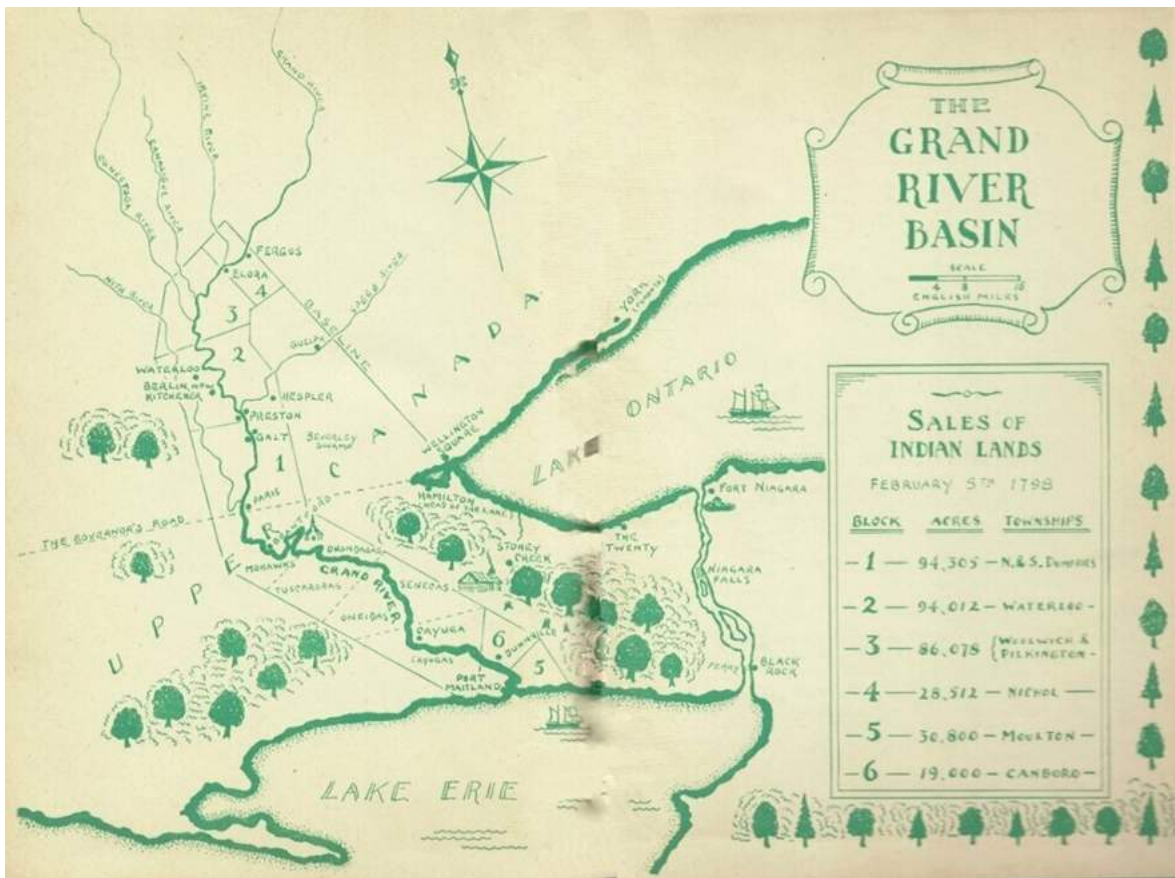 THE
GRAND
RIVER
BASIN
SCALE
4 8 16
ENGLISH MILES
SALES OF
INDIAN LANDS
FEBRUARY 5TH 1798
BLOCK ACRES TOWNSHIPS
-1- 94,305 - N.& S. DUMFRIES
-2- 94,012 - WATERLOO -
-3- 86,078 { WOOLWICH & PILKINGTON -
-4- 28,512 - NICHOL -
-5- 30,800 - MOULTON -
-6- 19,000 - CANBORO -
GRAND RIVER
IRVINE RIVER
CONESTOGA RIVER
NITH RIVER
SPEED RIVER
FERGUS
ELORA
4
3
BASELINE
GUELPH
2
WATERLOO
BERLIN NOW
KITCHENER
HESPLER
PRESTON
GALT
BEVERLEY
SWAMP
1
PARIS
THE GOVERNOR'S ROAD
BRANTFORD
UPPER CANADA
YORK
WELLINGTON
SQUARE
HAMILTON
(HEAD OF THE LAKE)
LAKE ONTARIO
FORT NIAGARA
THE
TWENTY
STONEY
CREEK
NIAGARA
FALLS
MOHAWKS
ONONDAGAS
TUSCARORAS
GRAND RIVER
SENECAS
ONEIDAS
CAYUGA
CAYUGAS
6
DUNNVILLE
5
PORT
MAITLAND
FERRY
BLACK
ROCK
LAKE ERIE